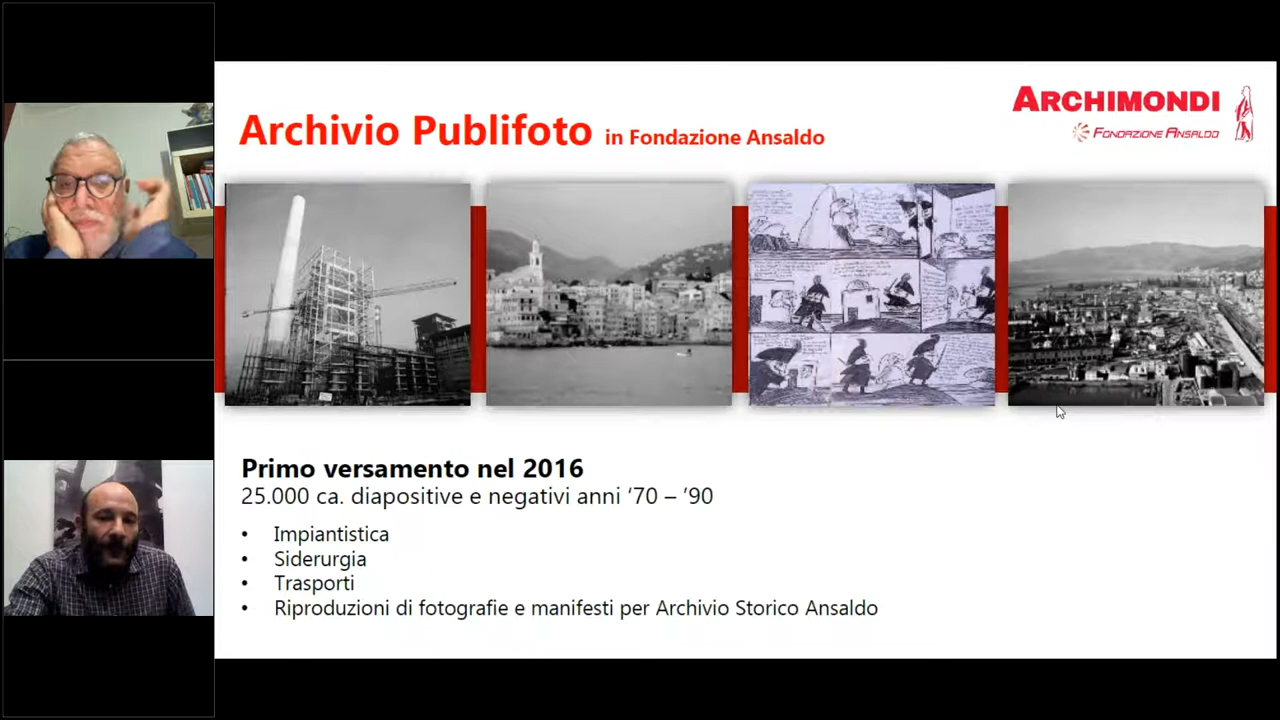 Archivio Publifoto in Fondazione Ansaldo
ARCHIMONDI
FONDAZIONE ANSALDO
Primo versamento nel 2016
25.000 ca. diapositive e negativi anni ‘70 – ’90
• Impiantistica
• Siderurgia
• Trasporti
• Riproduzioni di fotografie e manifesti per Archivio Storico Ansaldo